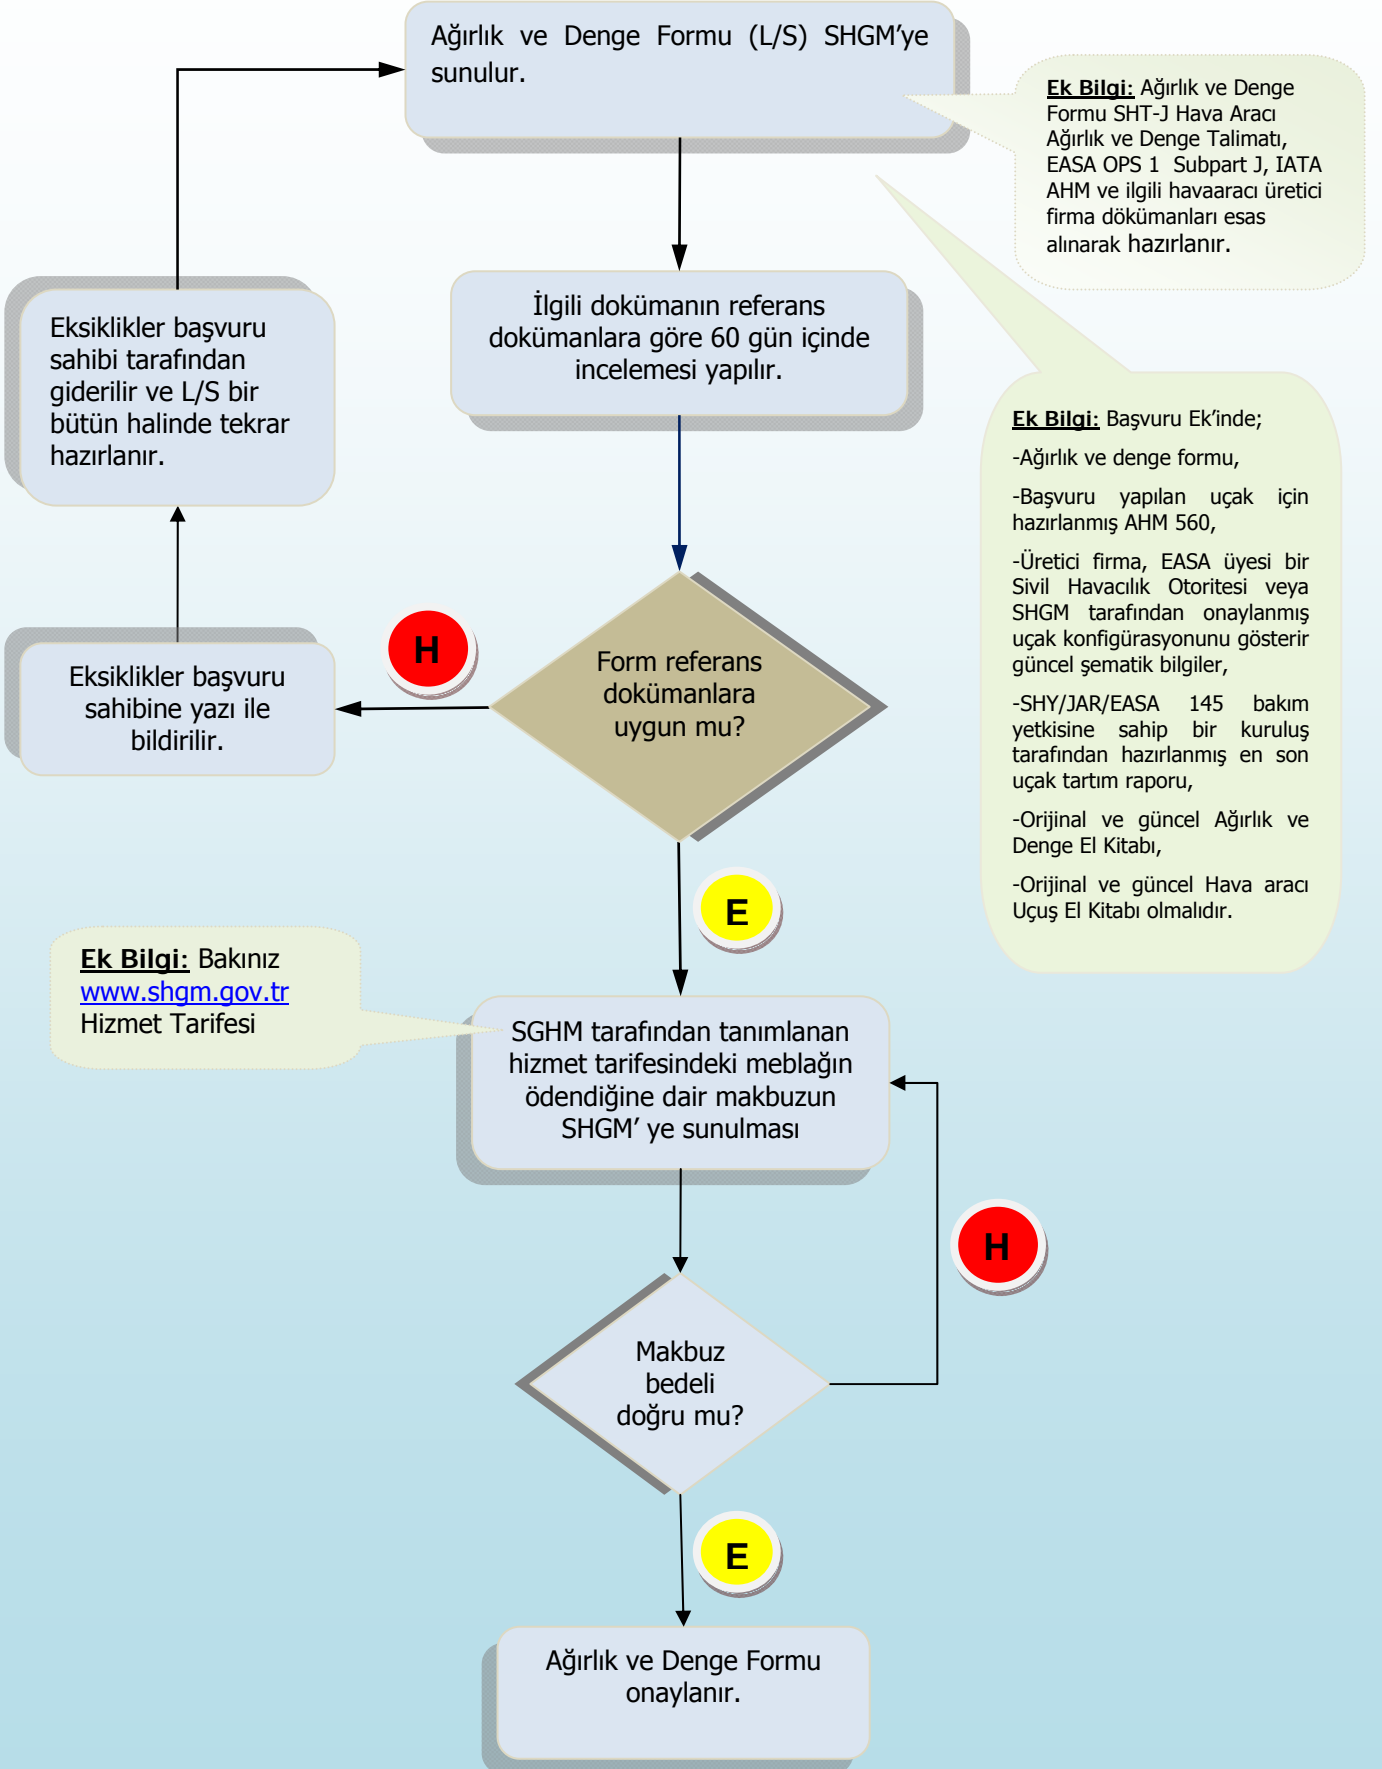 Ağırlık ve Denge Formu (L/S) SHGM’ye
sunulur.
Ek Bilgi: Ağırlık ve Denge
Formu SHT-J Hava Aracı
Ağırlık ve Denge Talimatı,
EASA OPS 1 Subpart J, IATA
AHM ve ilgili havaaracı üretici
firma dökümanları esas
alınarak hazırlanır.
İlgili dokümanın referans
dokümanlara göre 60 gün içinde
incelemesi yapılır.
Eksiklikler başvuru
sahibi tarafından
giderilir ve L/S bir
bütün halinde tekrar
hazırlanır.
Ek Bilgi: Başvuru Ek’inde;
-Ağırlık ve denge formu,
-Başvuru yapılan uçak için
hazırlanmış AHM 560,
-Üretici firma, EASA üyesi bir
Sivil Havacılık Otoritesi veya
SHGM tarafından onaylanmış
uçak konfigürasyonunu gösterir
güncel şematik bilgiler,
-SHY/JAR/EASA 145 bakım
yetkisine sahip bir kuruluş
tarafından hazırlanmış en son
uçak tartım raporu,
-Orijinal ve güncel Ağırlık ve
Denge El Kitabı,
-Orijinal ve güncel Hava aracı
Uçuş El Kitabı olmalıdır.
H
Form referans
dokümanlara
uygun mu?
Eksiklikler başvuru
sahibine yazı ile
bildirilir.
E
Ek Bilgi: Bakınız
www.shgm.gov.tr
Hizmet Tarifesi
SGHM tarafından tanımlanan
hizmet tarifesindeki meblağın
ödendiğine dair makbuzun
SHGM’ ye sunulması
H
Makbuz
bedeli
doğru mu?
E
Ağırlık ve Denge Formu
onaylanır.